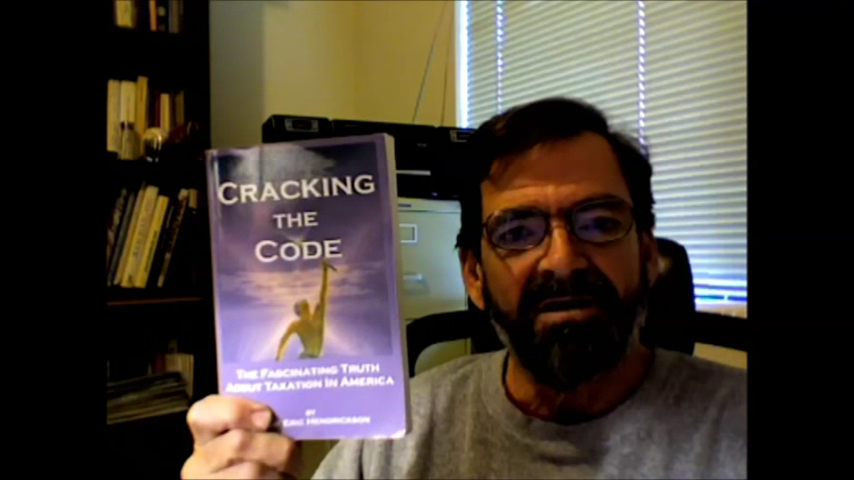 CRACKING
THE
CODE
THE FASCINATING TRUTH
ABOUT TAXATION IN AMERICA
BY
ERIC HENDRICKSON